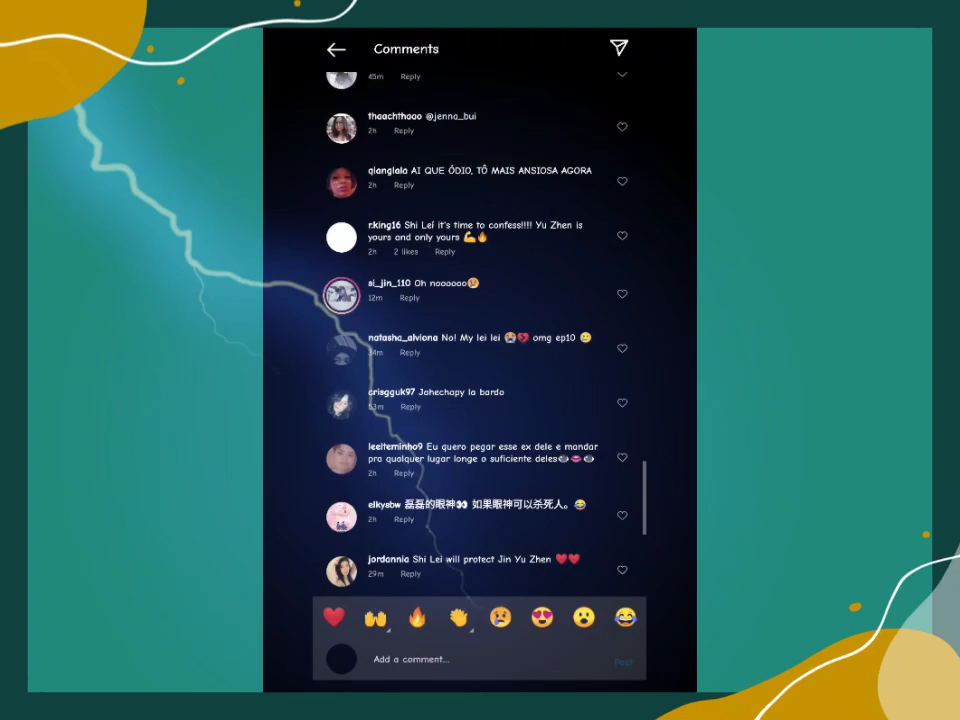 Comments
45m Reply
thaachthaoo @jenna_bui
2h Reply
qianglala AI QUE ÓDIO, TÔ MAIS ANSIOSA AGORA
2h Reply
r.king16 Shi Leí it's time to confess!!!! Yu Zhen is
yours and only yours 💪🔥
2h 2 likes Reply
ai_jin_110 Oh noooooo😢
12m Reply
natasha_alviona No! My lei lei 😭💔 omg ep10 🥲
34m Reply
crisgguk97 Jahechapy la bardo
53m Reply
leeiteminho9 Eu quero pegar esse ex dele e mandar
pra qualquer lugar longe o suficiente deles👁👄👁
2h Reply
elkysbw 磊磊的眼神👀 如果眼神可以杀死人。😂
2h Reply
jordannia Shi Lei will protect Jin Yu Zhen ❤️❤️
29m Reply
Add a comment...
Post